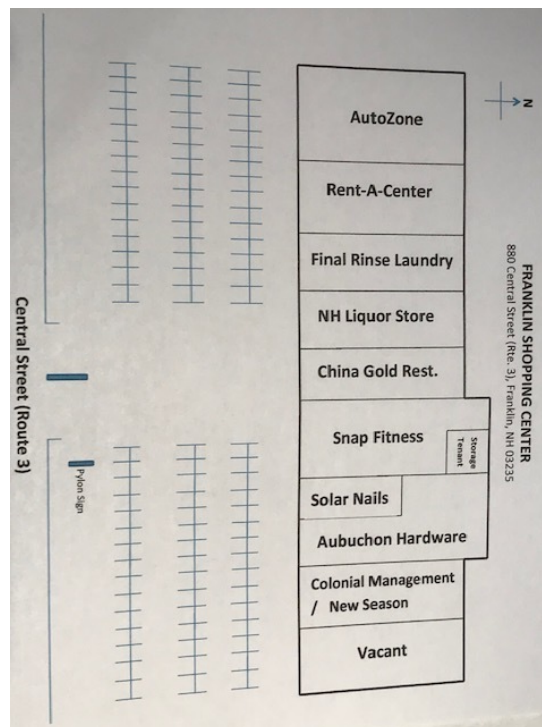 FRANKLIN SHOPPING CENTER
880 Central Street (Rte. 3), Franklin, NH 03235
N
AutoZone
Rent-A-Center
Final Rinse Laundry
NH Liquor Store
China Gold Rest.
Snap Fitness
Storage
Tenant
Solar Nails
Aubuchon Hardware
Colonial Management
/ New Season
Vacant
Pylon Sign
Central Street (Route 3)